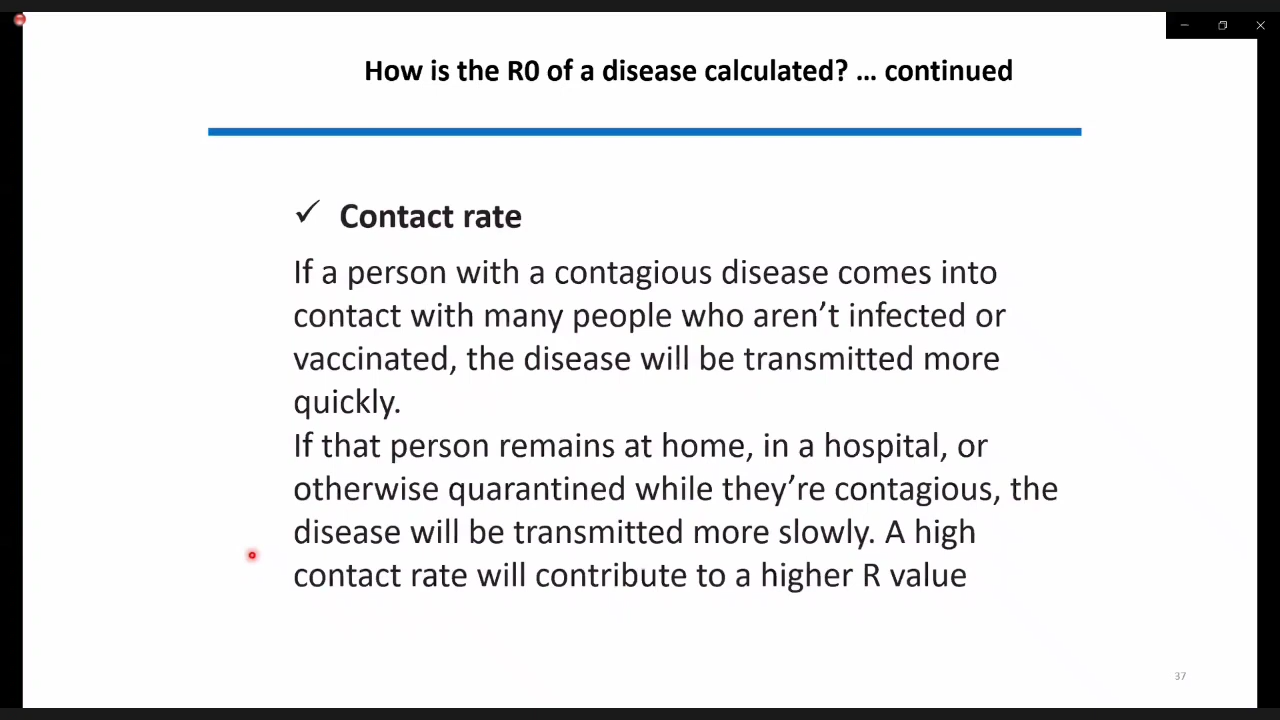 How is the R0 of a disease calculated? ... continued
✓ Contact rate
If a person with a contagious disease comes into
contact with many people who aren’t infected or
vaccinated, the disease will be transmitted more
quickly.
If that person remains at home, in a hospital, or
otherwise quarantined while they’re contagious, the
disease will be transmitted more slowly. A high
contact rate will contribute to a higher R value
37